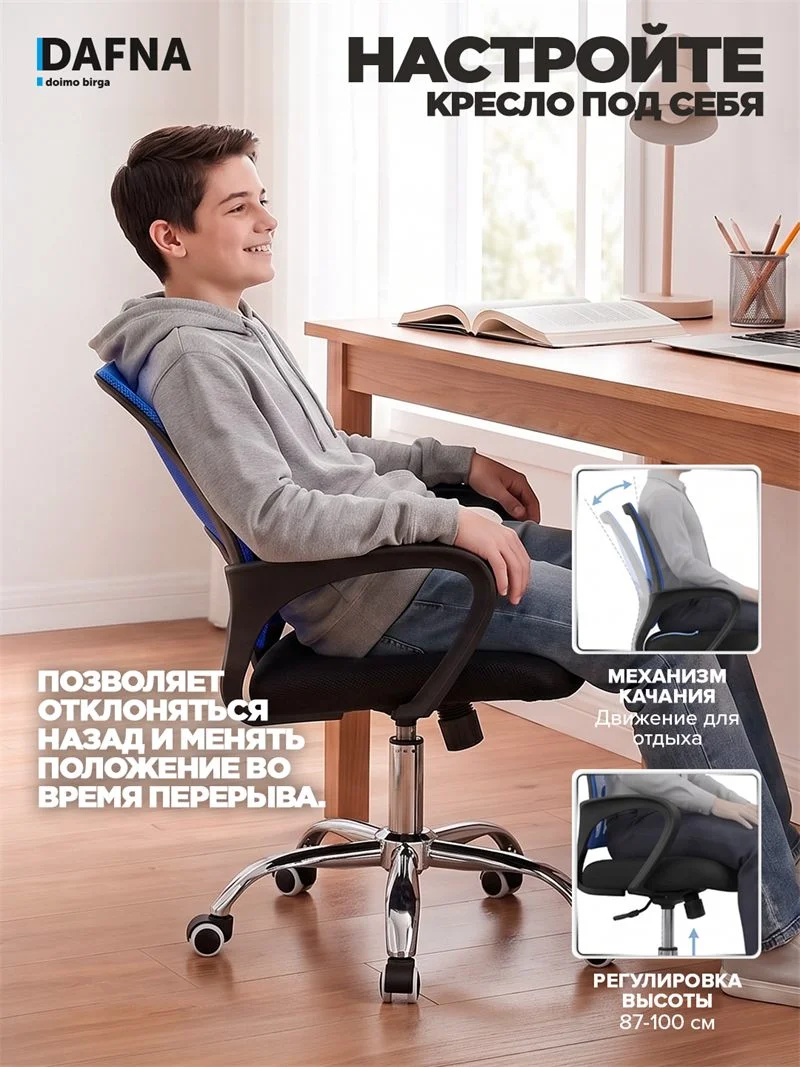 DAFNA
doimo birga
НАСТРОЙТЕ
КРЕСЛО ПОД СЕБЯ
ПОЗВОЛЯЕТ
ОТКЛОНЯТЬСЯ
НАЗАД И МЕНЯТЬ
ПОЛОЖЕНИЕ ВО
ВРЕМЯ ПЕРЕРЫВА.
МЕХАНИЗМ
КАЧАНИЯ
Движение для
отдыха
РЕГУЛИРОВКА
ВЫСОТЫ
87-100 см